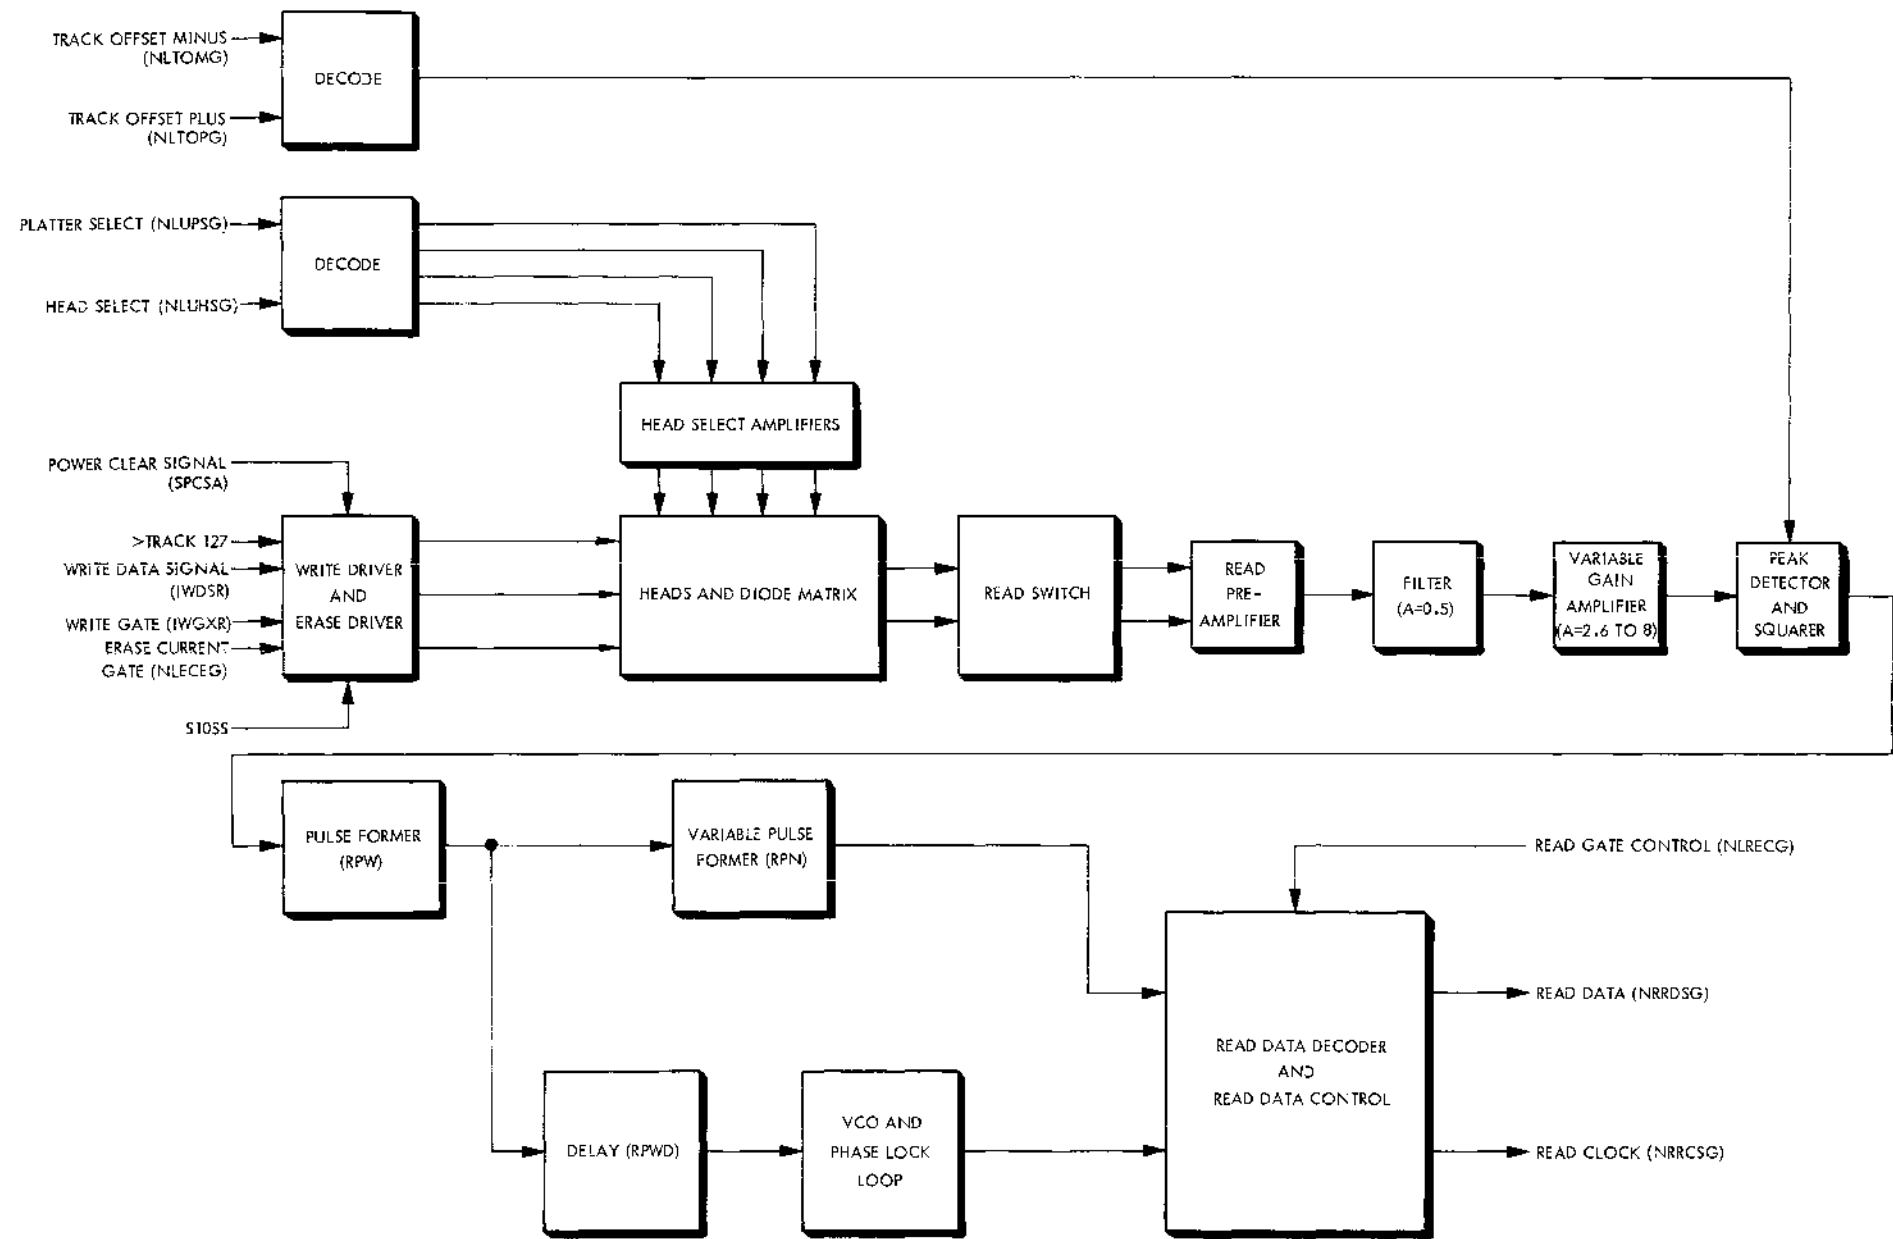 TRACK OFFSET MINUS
(NLTOMG)
DECODE
TRACK OFFSET PLUS
(NLTOPG)
PLATTER SELECT (NLUPSG)
DECODE
HEAD SELECT (NLUHSG)
HEAD SELECT AMPLIFIERS
POWER CLEAR SIGNAL
(SPCSA)
>TRACK 127
WRITE DATA SIGNAL
(IWDSR)
WRITE GATE (IWGXR)
ERASE CURRENT
GATE (NLECEG)
S10SS
WRITE DRIVER
AND
ERASE DRIVER
HEADS AND DIODE MATRIX
READ SWITCH
READ
PRE-
AMPLIFIER
FILTER
(A=0.5)
VARIABLE
GAIN
AMPLIFIER
(A=2.6 TO 8)
PEAK
DETECTOR
AND
SQUARER
PULSE FORMER
(RPW)
VARIABLE PULSE
FORMER (RPN)
READ GATE CONTROL (NLRECG)
DELAY (RPWD)
VCO AND
PHASE LOCK
LOOP
READ DATA DECODER
AND
READ DATA CONTROL
READ DATA (NRRDSG)
READ CLOCK (NRRCSG)